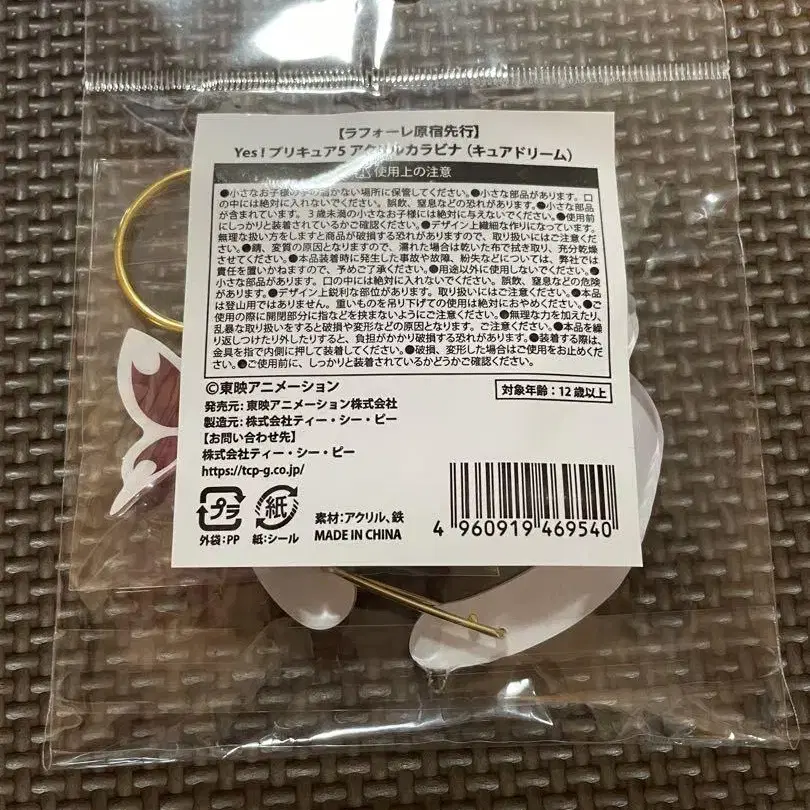 【ラフォーレ原宿先行】
Yes！プリキュア5 アクリルカラビナ（キュアドリーム）
使用上の注意
●小さなお子様の手の届かない場所に保管してください。●小さな部品があります。口
の中には絶対に入れないでください。誤飲、窒息などの恐れがあります。●小さな部品
が含まれています。３歳未満の小さなお子様には絶対に与えないでください。●使用前
にしっかりと装着されているかご確認ください。●デザイン上繊細な作りになっています。
無理な扱い方をしますと商品が破損する恐れがありますので、取り扱いにはご注意くださ
い。●錆、変質の原因となりますので、濡れた場合は乾いた布で拭き取り、充分乾燥
させてください。●本品装着時に発生した事故や故障、紛失などについては、弊社では
責任を置いかねますので、予めご了承ください。●用途以外に使用しないでください。●
小さな部品があります。口の中には絶対に入れないでください。誤飲、窒息などの危険
があります。●デザイン上鋭利な部位があります。取り扱いにはご注意ください。●本品
は登山用ではありません。重いものを吊り下げての使用は絶対におやめください。●ご
使用の際に開閉部分に指などを挟まないようにご注意ください。●無理な力を加えたり、
乱暴な取り扱いをすると破損や変形などの原因となります。ご注意ください。●本品を繰
り返しつけたり外したりすると、負担がかかり破損する恐れがあります。●装着する際は、
金具を指で内側に押して装着してください。●破損、変形した場合はご使用をお止めくだ
さい。●ご使用前に、しっかりと装着されているかどうかご確認ください。
©東映アニメーション
発売元：東映アニメーション株式会社
製造元：株式会社ティー・シー・ピー
【お問い合わせ先】
株式会社ティー・シー・ピー
https://tcp-g.co.jp/
対象年齢：12歳以上
プラ
外袋：PP
紙
紙：シール
素材：アクリル、鉄
MADE IN CHINA
4 960919 469540